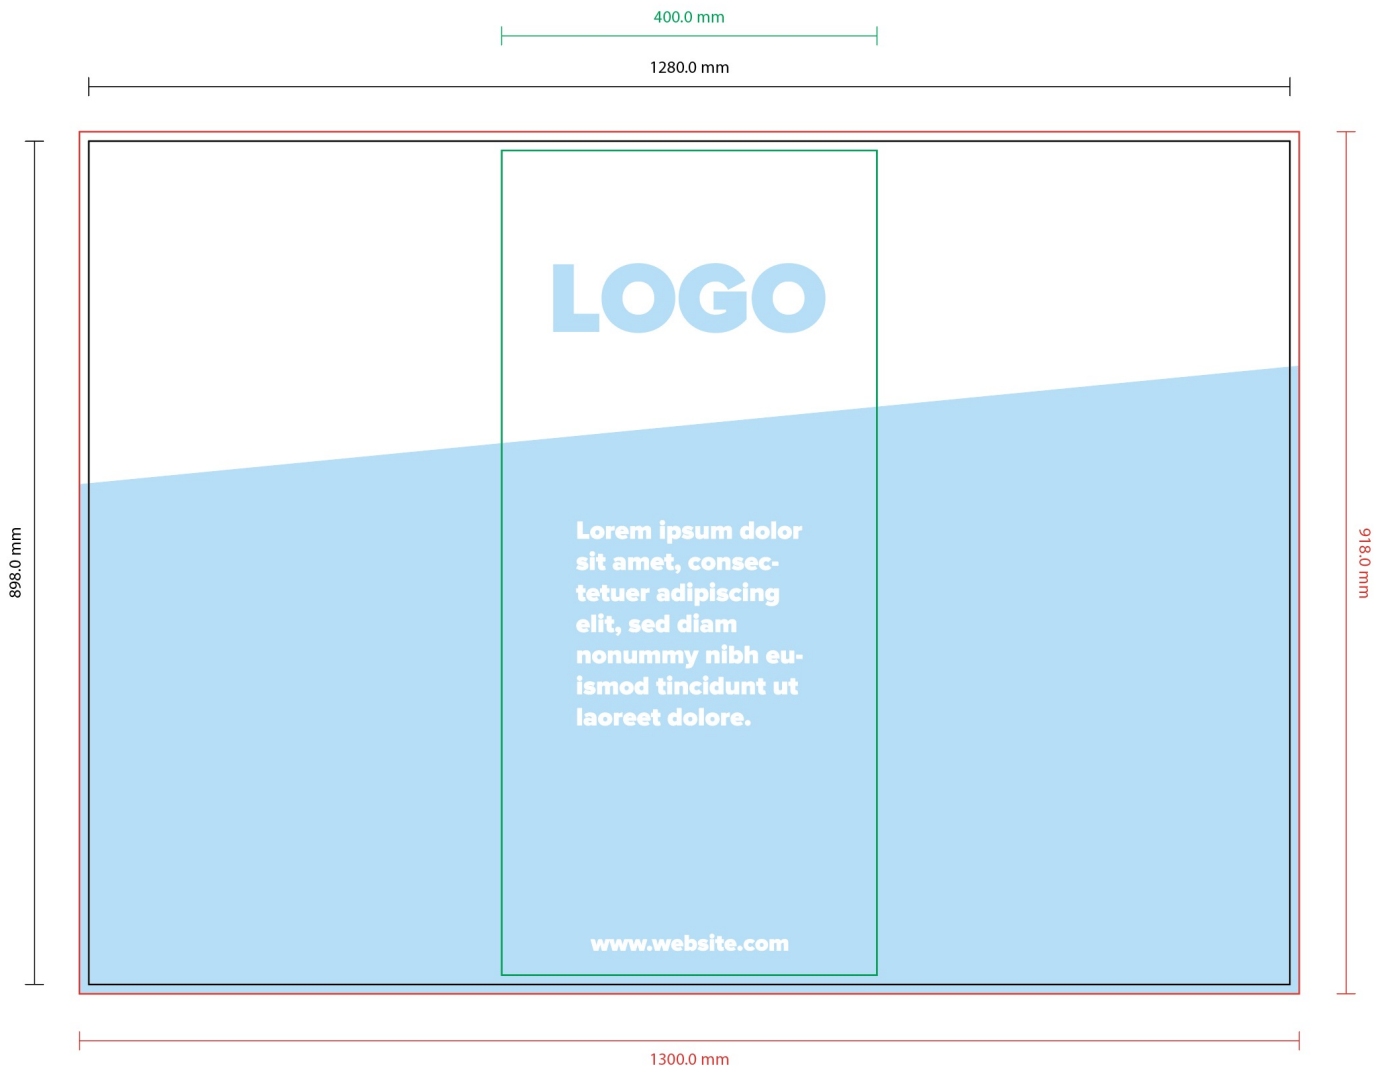 400.0 mm
1280.0 mm
LOGO
898.0 mm
918.0 mm
Lorem ipsum dolor
sit amet, consec-
tetuer adipiscing
elit, sed diam
nonummy nibh eu-
ismod tincidunt ut
laoreet dolore.
www.website.com
1300.0 mm